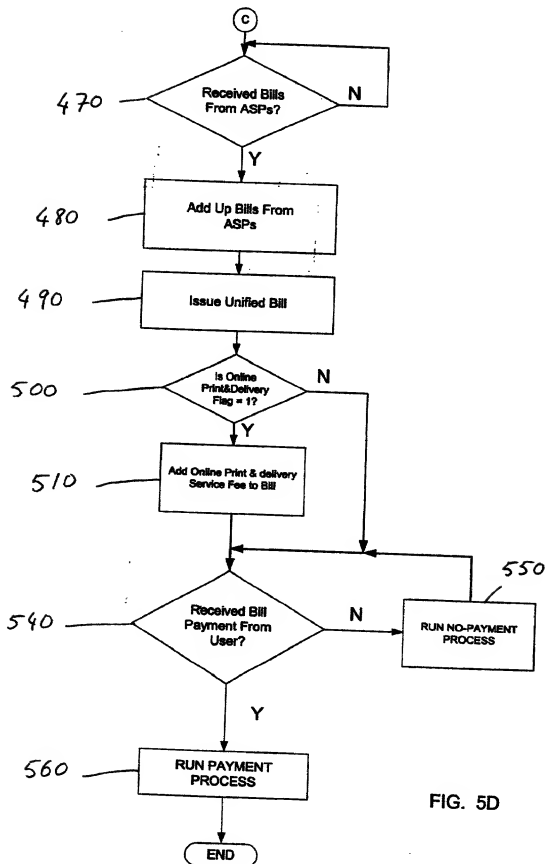 C
470
Received Bills
From ASPs?
N
Y
480
Add Up Bills From
ASPs
490
Issue Unified Bill
500
Is Online
Print&Delivery
Flag = 1?
N
Y
510
Add Online Print & delivery
Service Fee to Bill
540
Received Bill
Payment From
User?
N
550
RUN NO-PAYMENT
PROCESS
Y
560
RUN PAYMENT
PROCESS
FIG. 5D
END